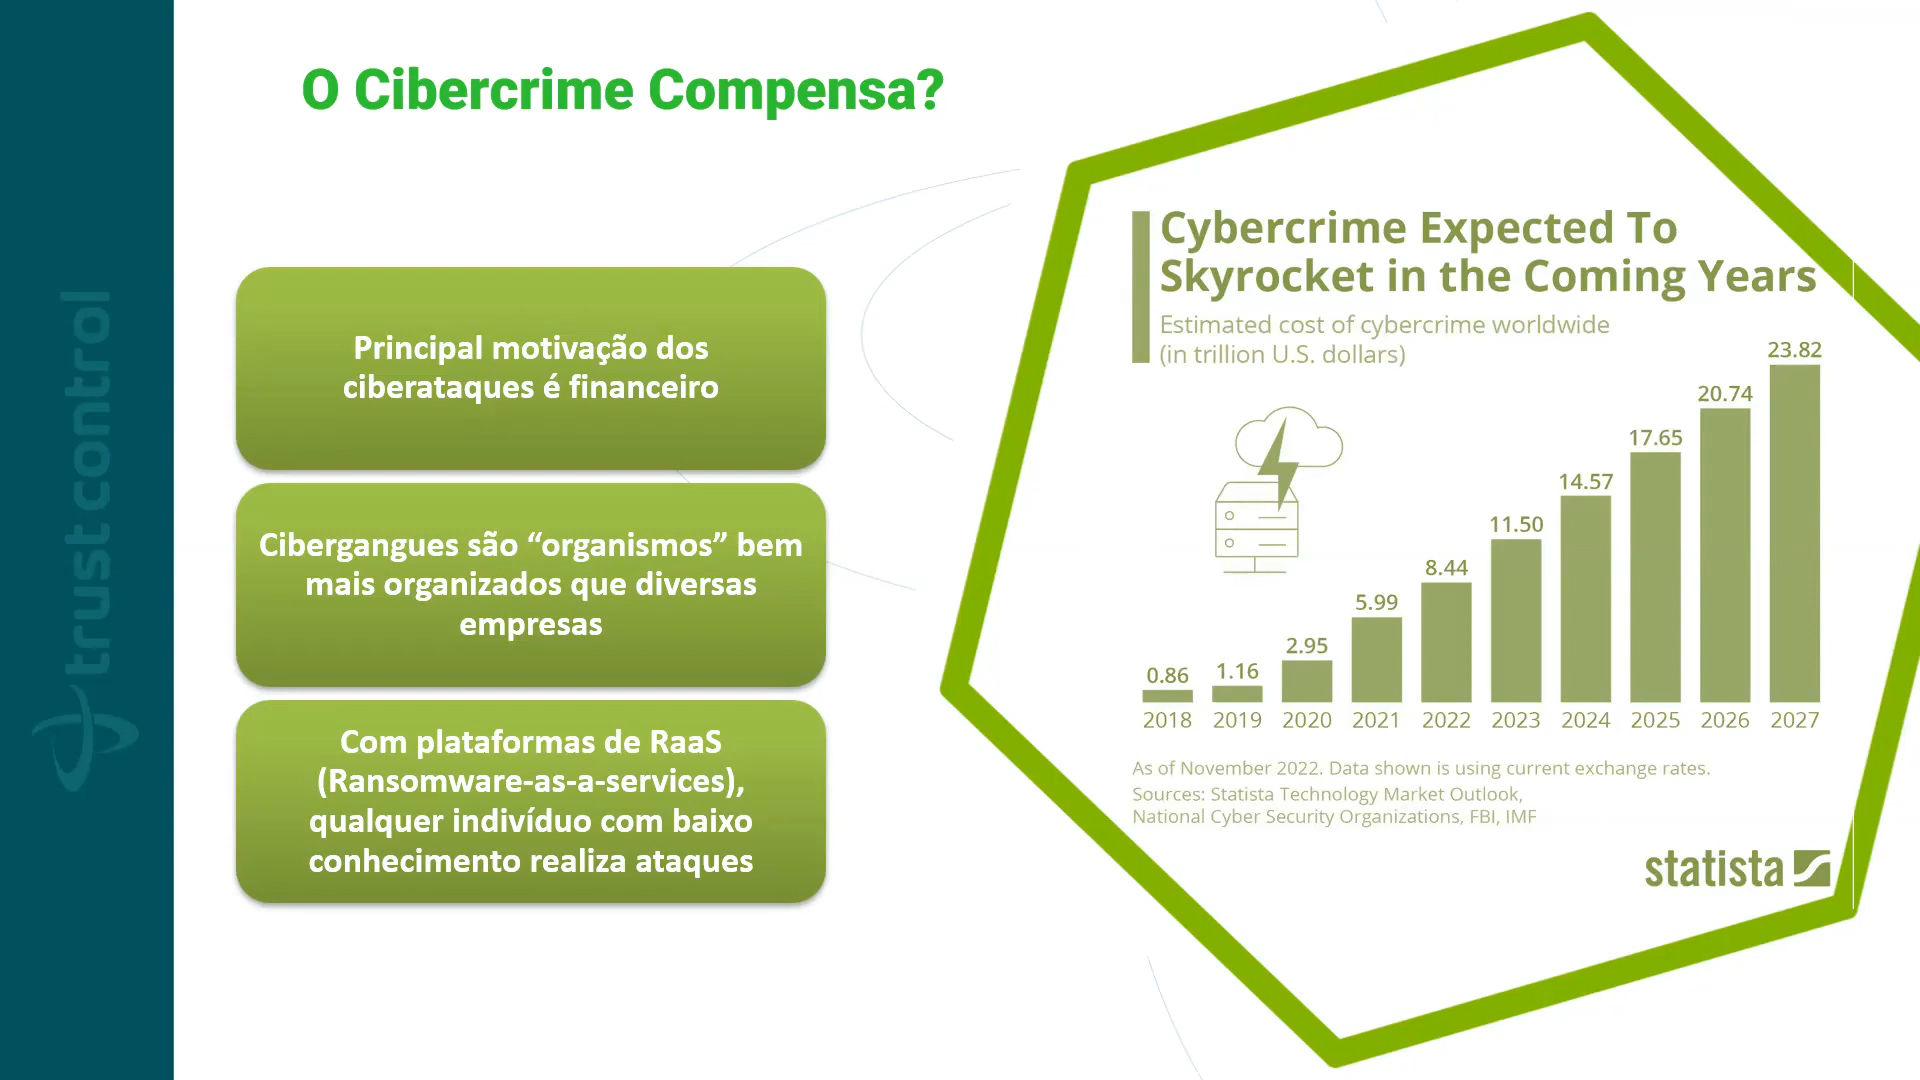 trustcontrol
O Cibercrime Compensa?
Principal motivação dos
ciberataques é financeiro
Cibergangues são “organismos” bem
mais organizados que diversas
empresas
Com plataformas de RaaS
(Ransomware-as-a-services),
qualquer indivíduo com baixo
conhecimento realiza ataques
Cybercrime Expected To
Skyrocket in the Coming Years
Estimated cost of cybercrime worldwide
(in trillion U.S. dollars)
0.86 1.16 2.95 5.99 8.44 11.50 14.57 17.65 20.74 23.82
2018 2019 2020 2021 2022 2023 2024 2025 2026 2027
As of November 2022. Data shown is using current exchange rates.
Sources: Statista Technology Market Outlook,
National Cyber Security Organizations, FBI, IMF
statista